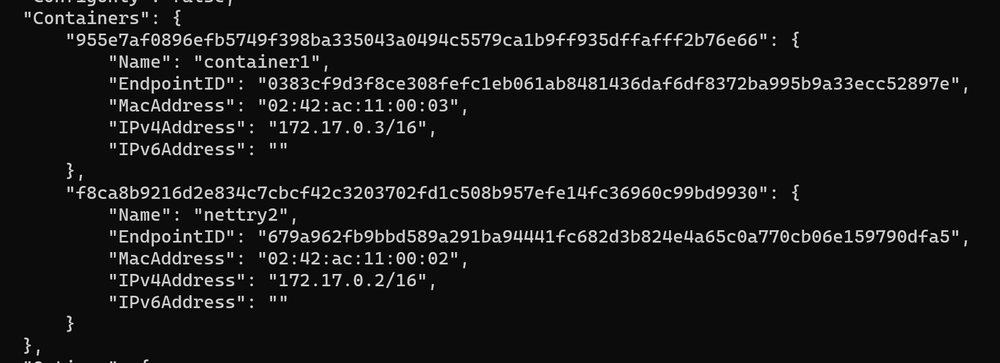 "Containers": {
"955e7af0896efb5749f398ba335043a0494c5579ca1b9ff935dffafff2b76e66": {
"Name": "container1",
"EndpointID": "0383cf9d3f8ce308fefc1eb061ab8481436daf6df8372ba995b9a33ecc52897e",
"MacAddress": "02:42:ac:11:00:03",
"IPv4Address": "172.17.0.3/16",
"IPv6Address": ""
},
"f8ca8b9216d2e834c7cbcf42c3203702fd1c508b957efe14fc36960c99bd9930": {
"Name": "nettry2",
"EndpointID": "679a962fb9bbd589a291ba94441fc682d3b824e4a65c0a770cb06e159790dfa5",
"MacAddress": "02:42:ac:11:00:02",
"IPv4Address": "172.17.0.2/16",
"IPv6Address": ""
}
},